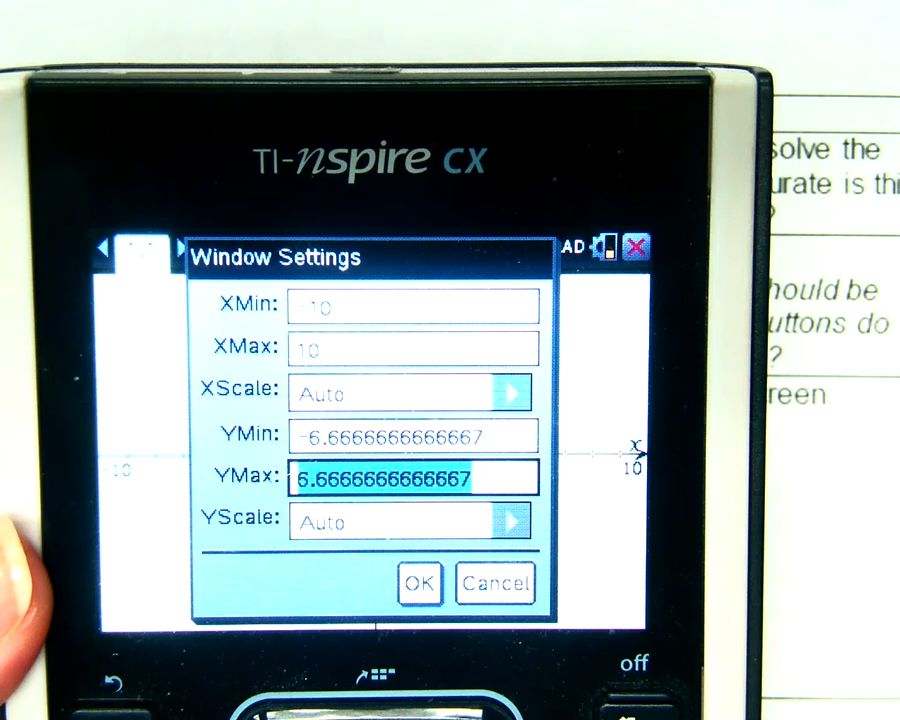 TI-nspire CX
AD
Window Settings
XMin: -10
XMax: 10
XScale: Auto
YMin: -6.6666666666667
YMax: 6.6666666666667
YScale: Auto
OK Cancel
-10
x
10
off
solve the
urate is thi
?
hould be
uttons do
?
reen